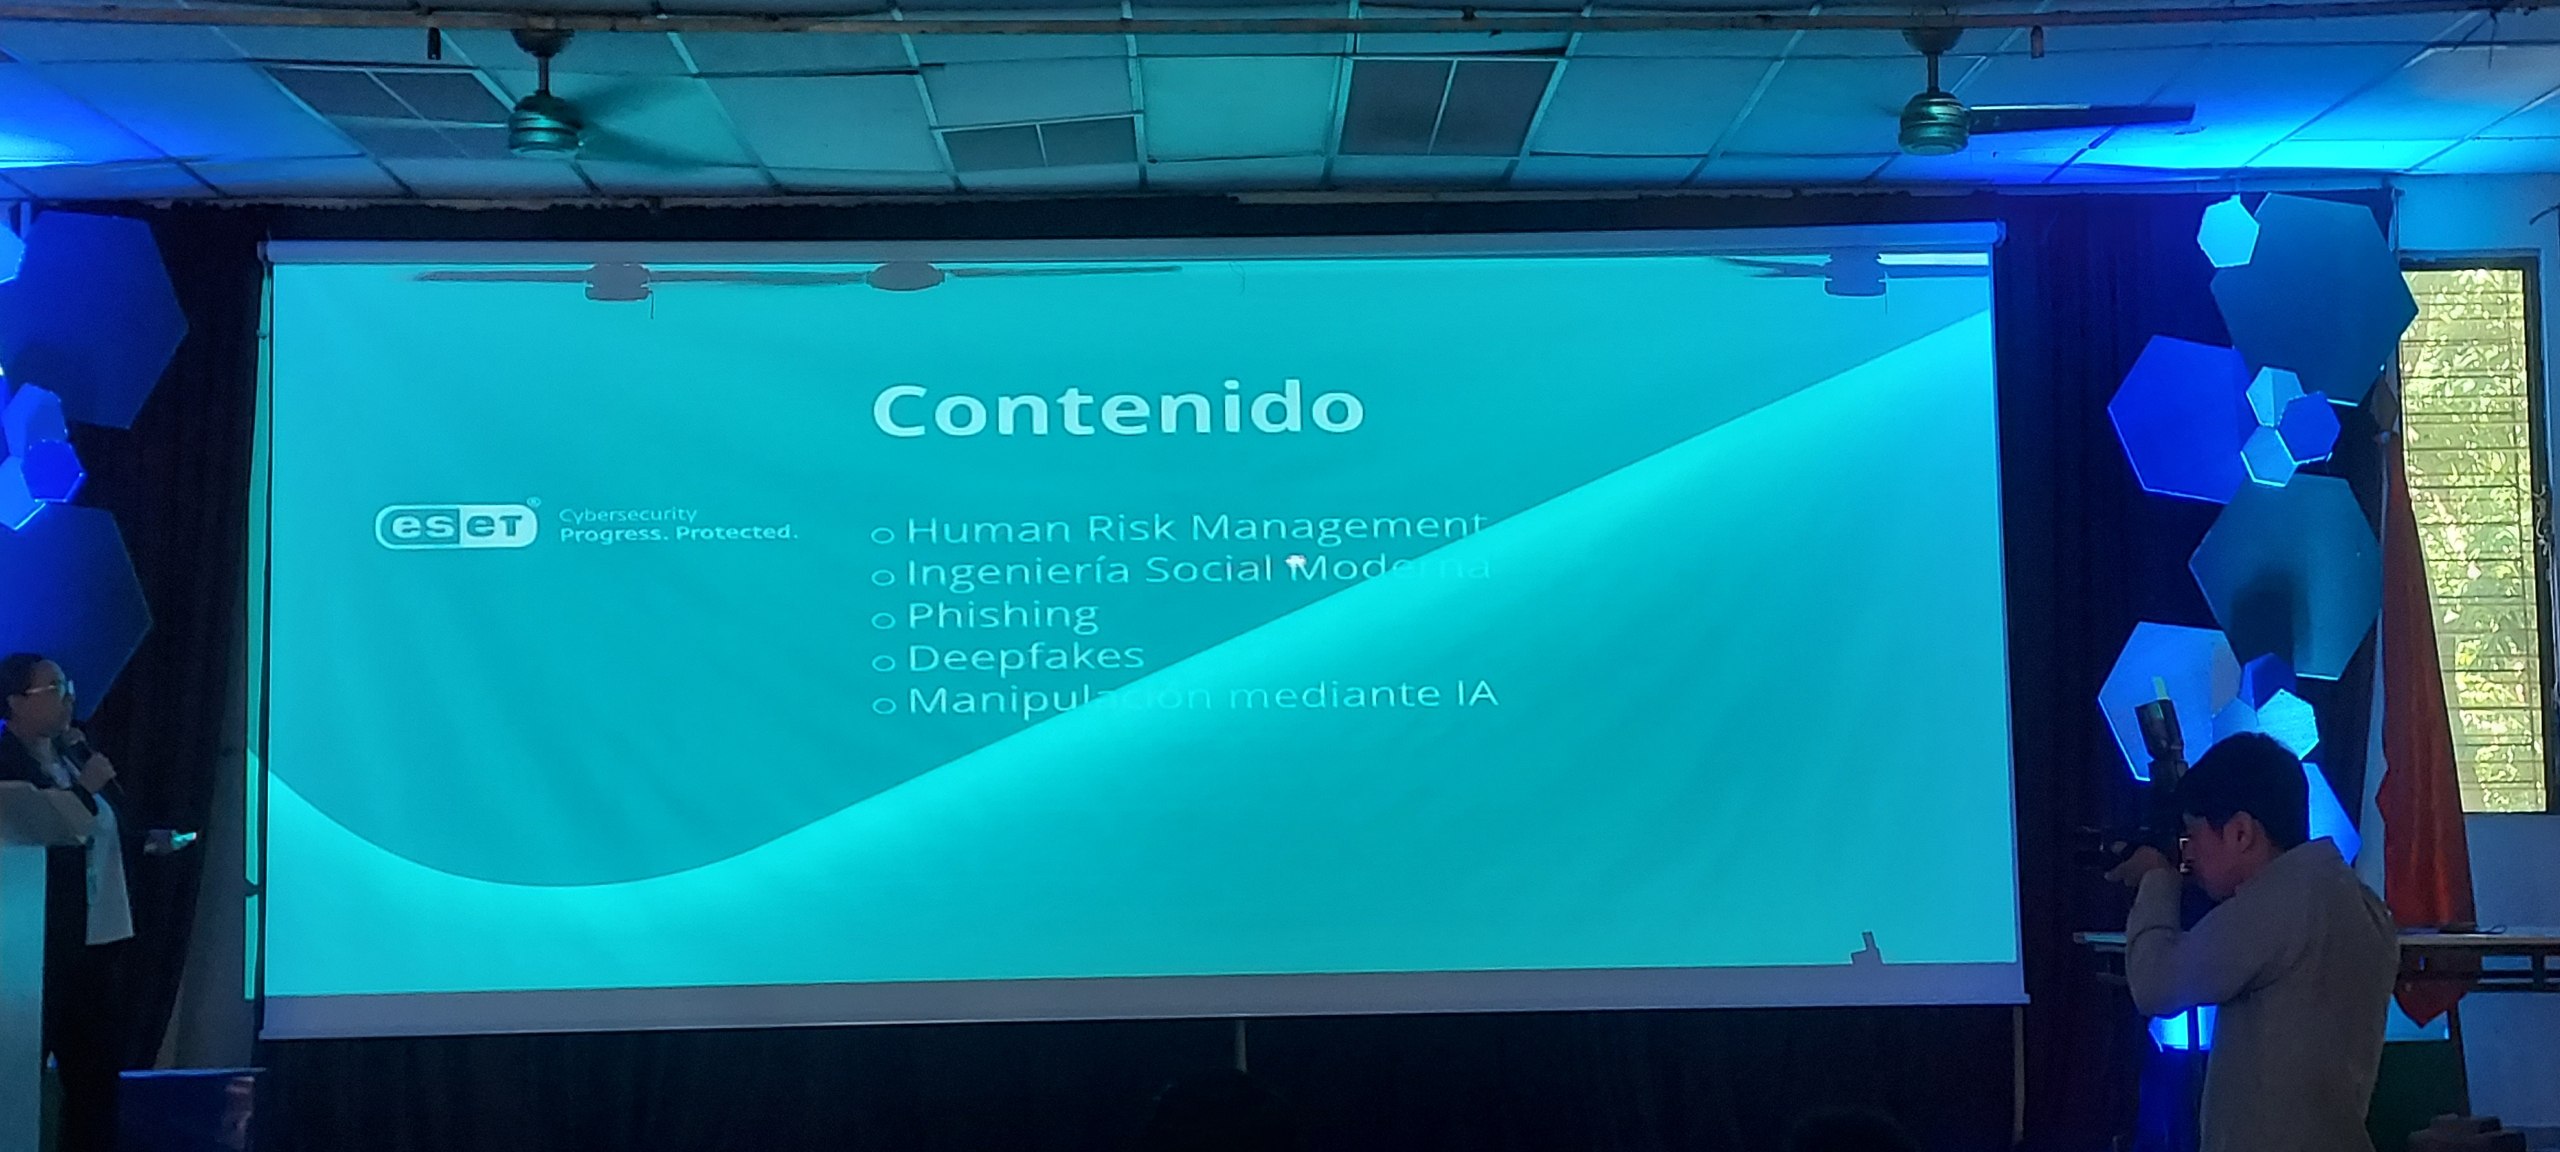 Contenido
eset®
Cybersecurity
Progress. Protected.
Human Risk Management
Ingeniería Social Moderna
Phishing
Deepfakes
Manipulación mediante IA